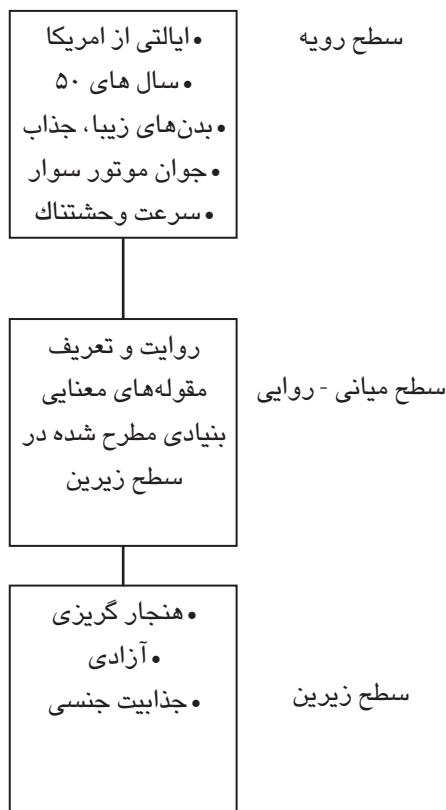 سطح رویه
• ایالتی از امریکا
• سال های ۵۰
• بدن‌های زیبا، جذاب
• جوان موتور سوار
• سرعت وحشتناك
سطح میانی - روایی
روایت و تعریف
مقوله‌های معنایی
بنیادی مطرح شده در
سطح زیرین
سطح زیرین
• هنجار گریزی
• آزادی
• جذابیت جنسی